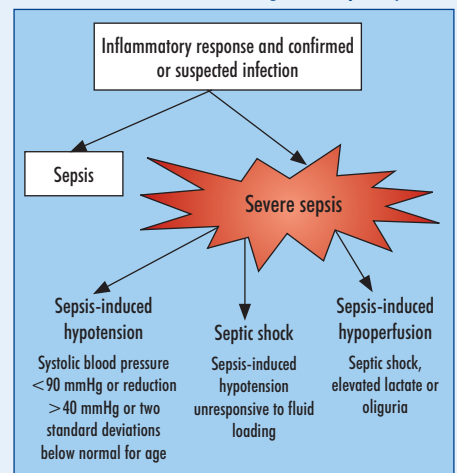 Inflammatory response and confirmed
or suspected infection
Sepsis
Severe sepsis
Sepsis-induced
hypotension
Systolic blood pressure
<90 mmHg or reduction
>40 mmHg or two
standard deviations
below normal for age
Septic shock
Sepsis-induced
hypotension
unresponsive to fluid
loading
Sepsis-induced
hypoperfusion
Septic shock,
elevated lactate or
oliguria